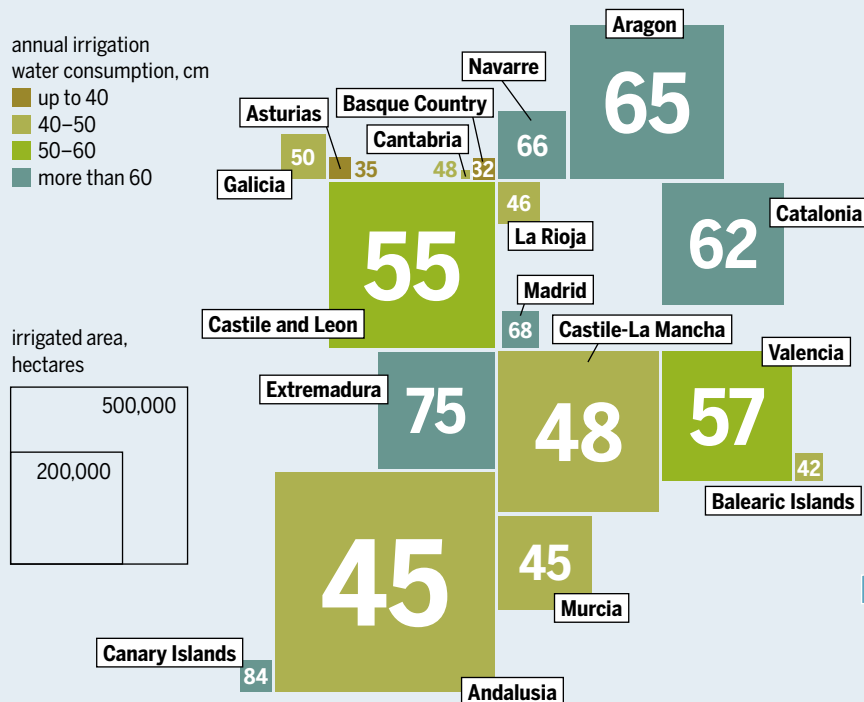 annual irrigation
water consumption, cm
up to 40
40–50
50–60
more than 60
Aragon
65
Navarre
66
Basque Country
32
Cantabria
48
Asturias
35
50
Galicia
46
La Rioja
Catalonia
62
55
Castile and Leon
Madrid
68
Castile-La Mancha
48
Valencia
57
Extremadura
75
42
Balearic Islands
irrigated area,
hectares
500,000
200,000
45
Andalusia
45
Murcia
Canary Islands
84